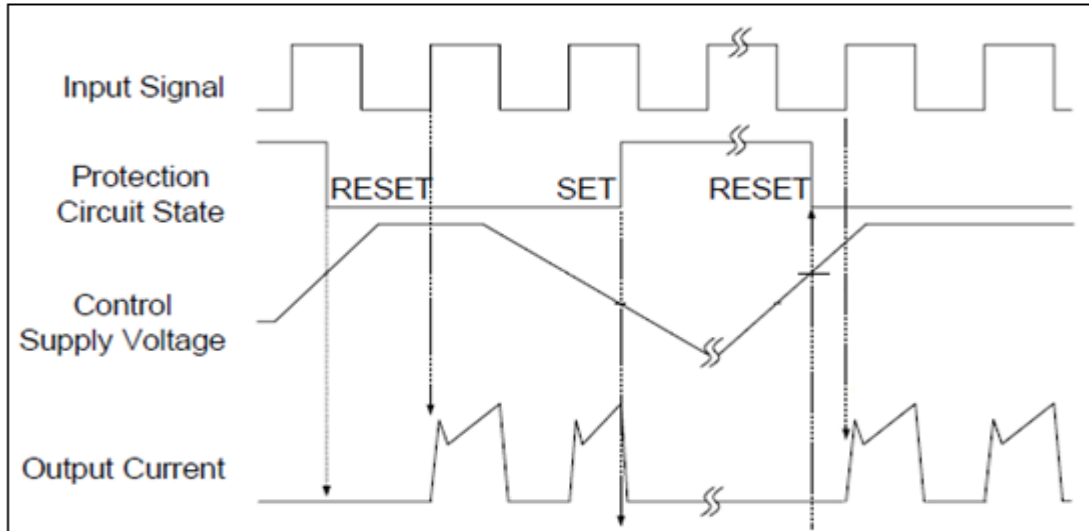 Input Signal
Protection
Circuit State
RESET
SET
RESET
Control
Supply Voltage
Output Current